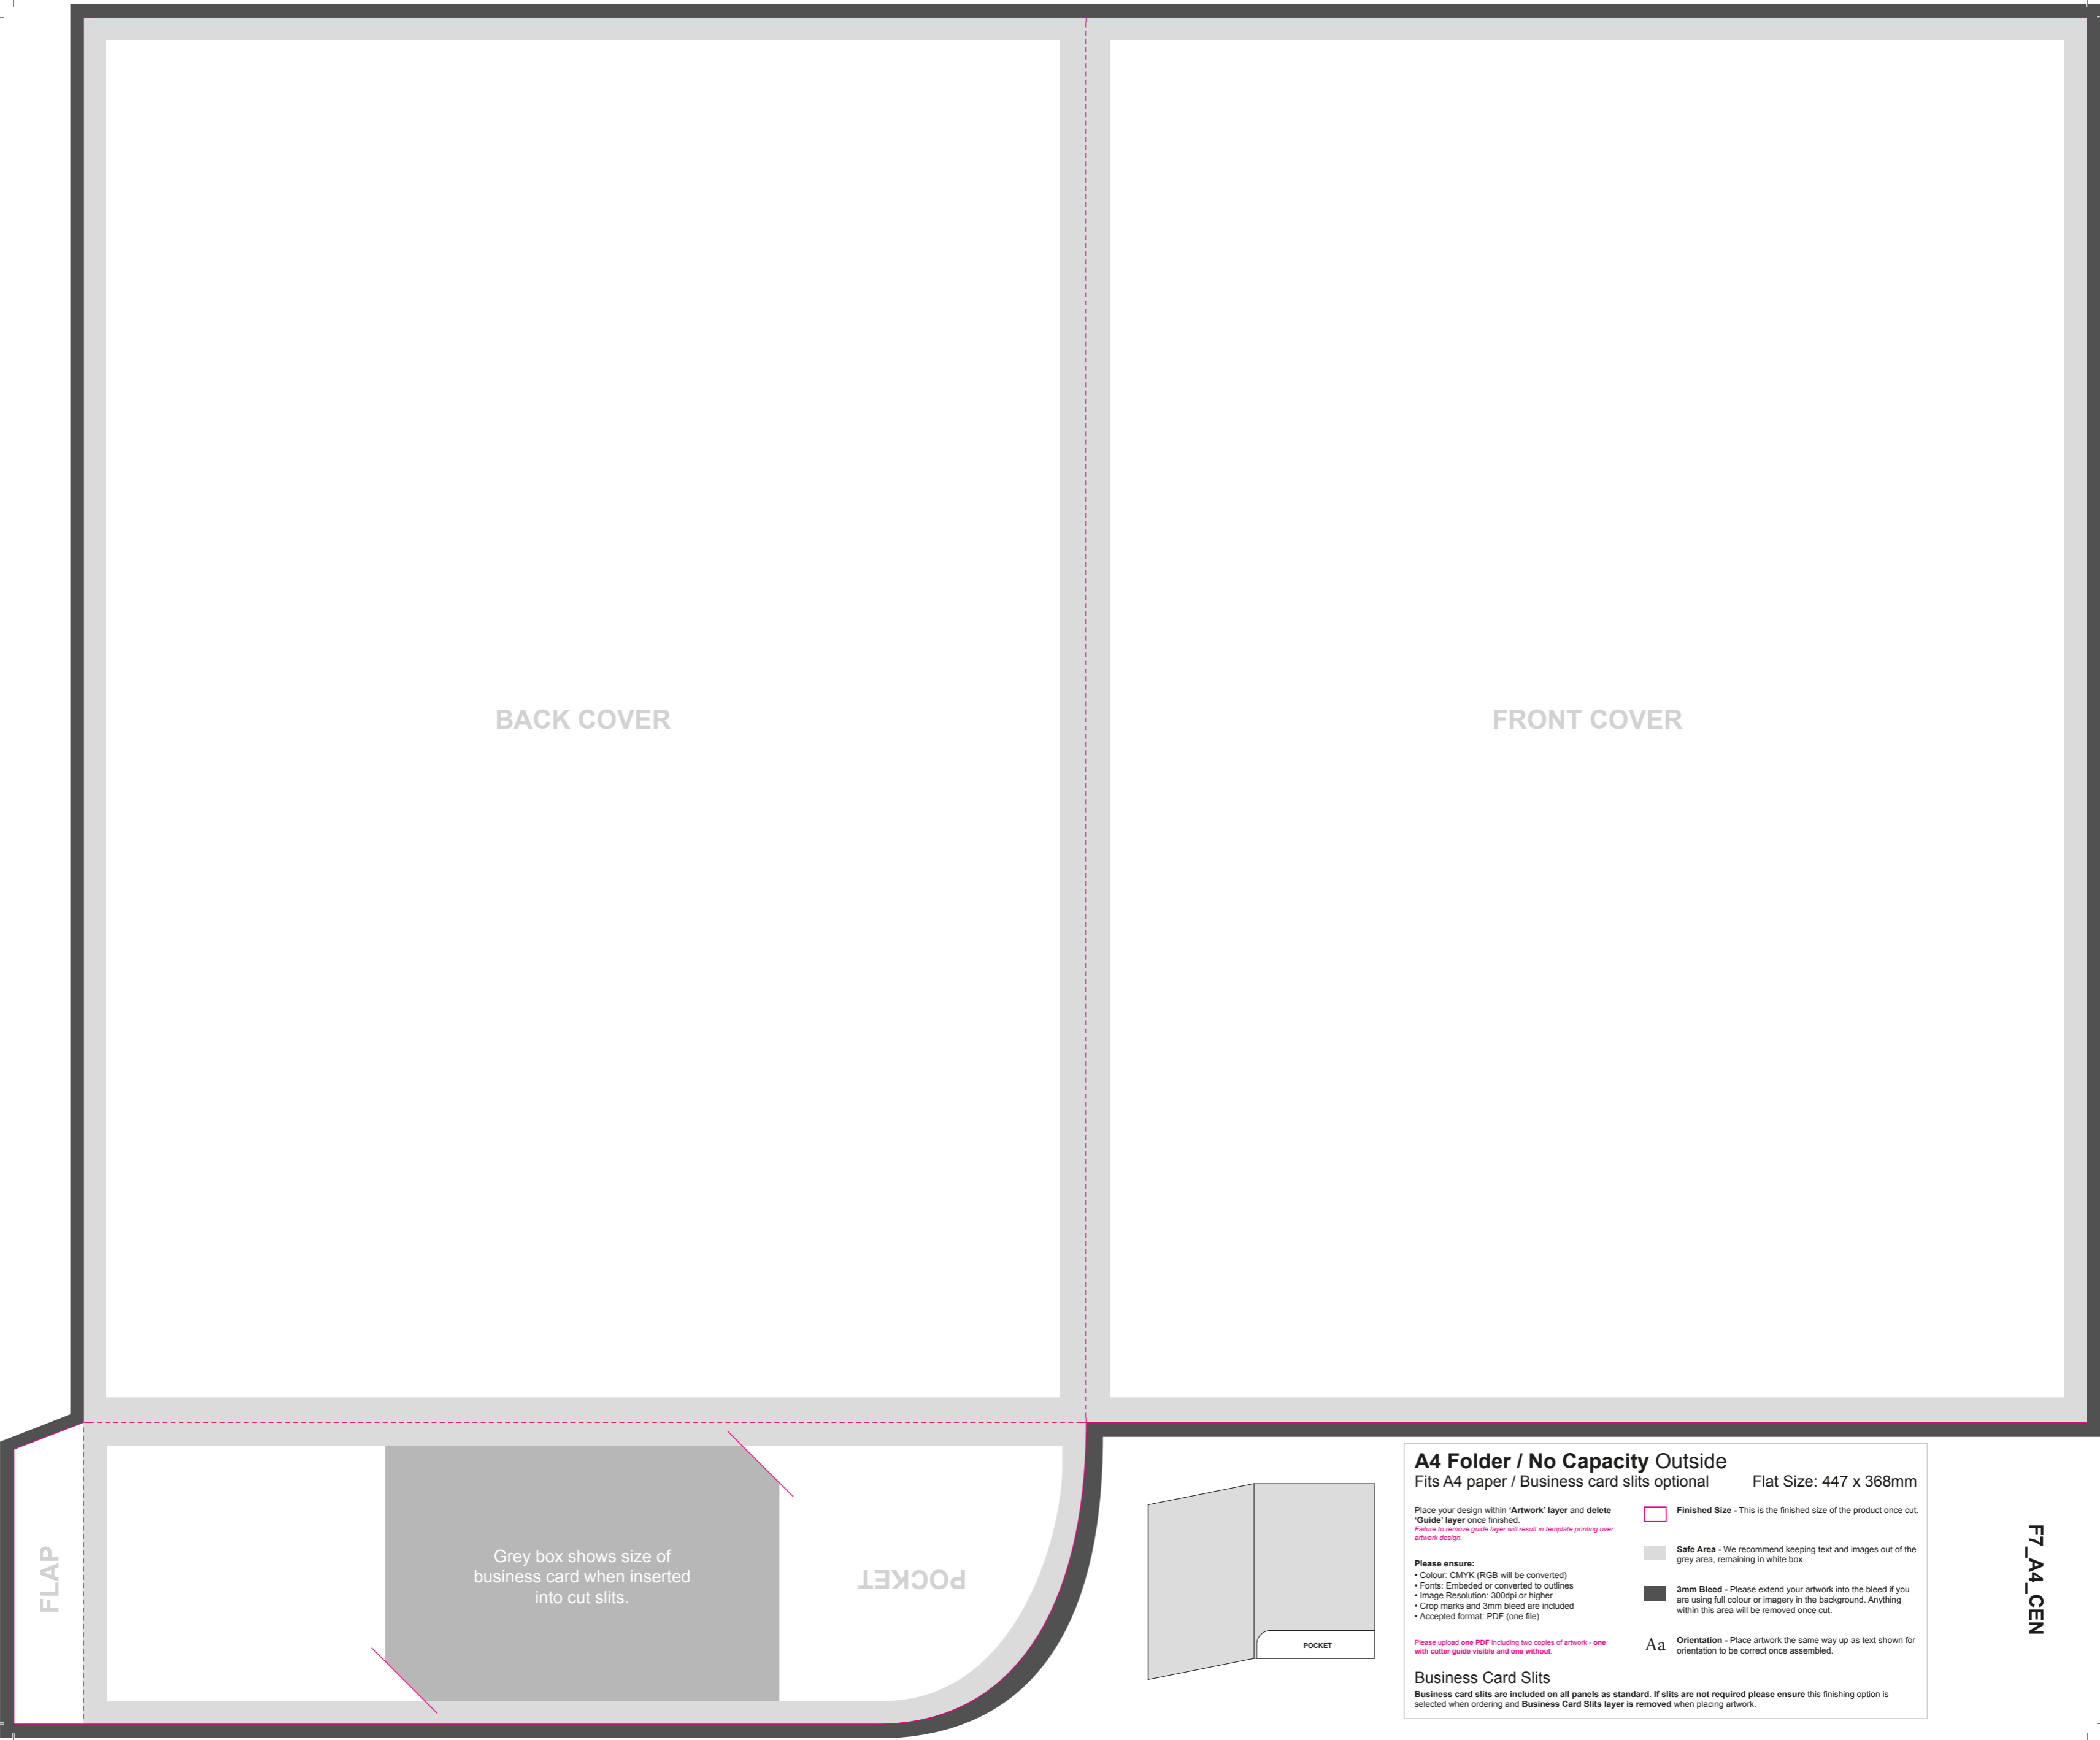 BACK COVER
FRONT COVER
FLAP
Grey box shows size of
business card when inserted
into cut slits.
POCKET
POCKET
A4 Folder / No Capacity Outside
Fits A4 paper / Business card slits optional
Flat Size: 447 x 368mm
Place your design within ‘Artwork’ layer and delete
‘Guide’ layer once finished.
Failure to remove guide layer will result in template printing over
artwork design.
Please ensure:
• Colour: CMYK (RGB will be converted)
• Fonts: Embeded or converted to outlines
• Image Resolution: 300dpi or higher
• Crop marks and 3mm bleed are included
• Accepted format: PDF (one file)
Please upload one PDF including two copies of artwork - one
with cutter guide visible and one without.
Finished Size - This is the finished size of the product once cut.
Safe Area - We recommend keeping text and images out of the
grey area, remaining in white box.
3mm Bleed - Please extend your artwork into the bleed if you
are using full colour or imagery in the background. Anything
within this area will be removed once cut.
Aa
Orientation - Place artwork the same way up as text shown for
orientation to be correct once assembled.
Business Card Slits
Business card slits are included on all panels as standard. If slits are not required please ensure this finishing option is
selected when ordering and Business Card Slits layer is removed when placing artwork.
F7_A4_CEN